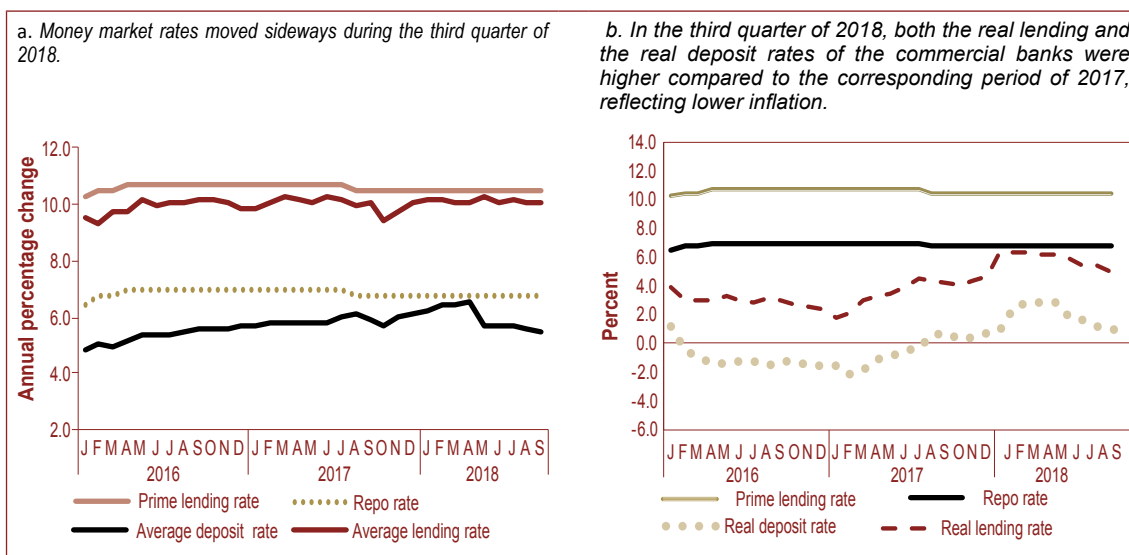 a. Money market rates moved sideways during the third quarter of
2018.
Annual percentage change
12.0
10.0
8.0
6.0
4.0
2.0
J F M A M J J A S O N D J F M A M J J A S O N D J F M A M J J A S
2016 2017 2018
Prime lending rate Repo rate
Average deposit rate Average lending rate
b. In the third quarter of 2018, both the real lending and
the real deposit rates of the commercial banks were
higher compared to the corresponding period of 2017,
reflecting lower inflation.
Percent
14.0
12.0
10.0
8.0
6.0
4.0
2.0
0.0
-2.0
-4.0
-6.0
J F M A M J J A S O N D J F M A M J J A S O N D J F M A M J J A S
2016 2017 2018
Prime lending rate Repo rate
Real deposit rate Real lending rate